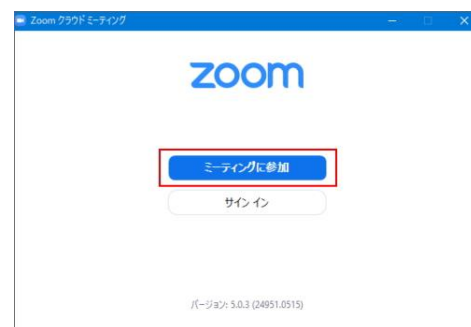 Zoom クラウド ミーティング
zoom
ミーティングに参加
サイン イン
バージョン: 5.0.3 (24951.0515)